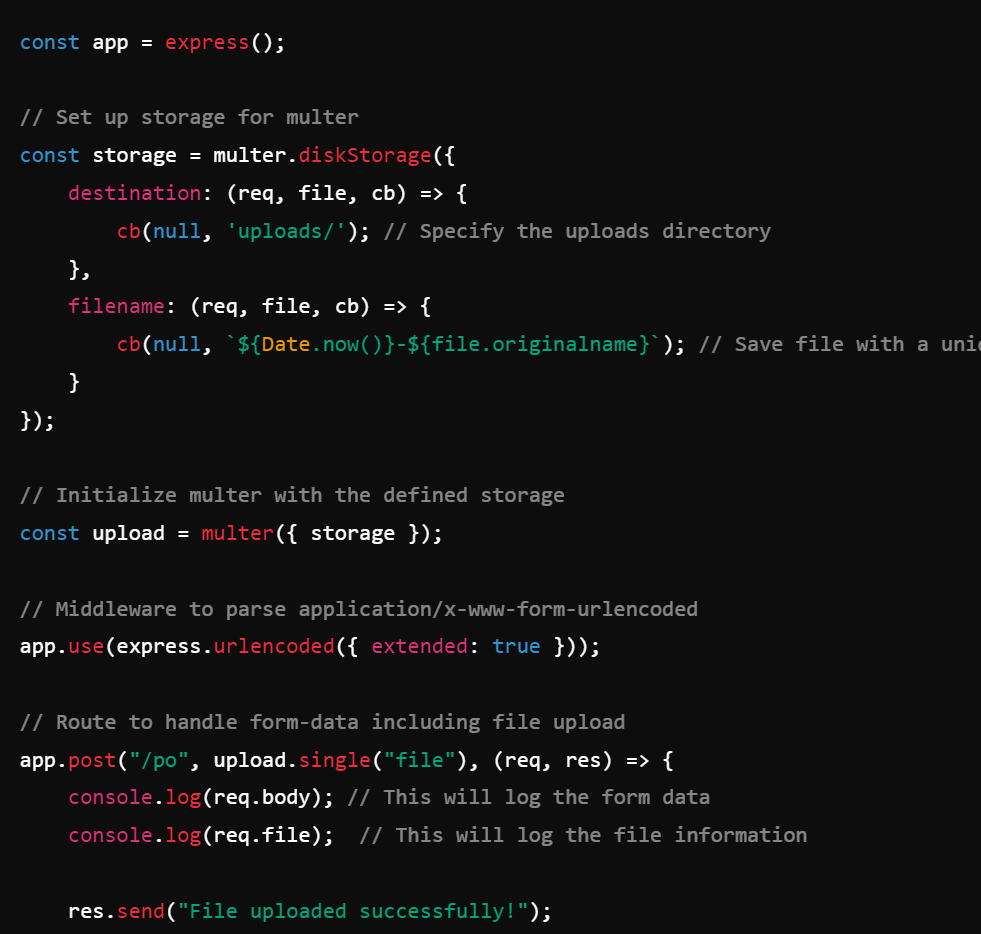 const app = express();
// Set up storage for multer
const storage = multer.diskStorage({
    destination: (req, file, cb) => {
        cb(null, 'uploads/'); // Specify the uploads directory
    },
    filename: (req, file, cb) => {
        cb(null, `${Date.now()}-${file.originalname}`); // Save file with a
    }
});
// Initialize multer with the defined storage
const upload = multer({ storage });
// Middleware to parse application/x-www-form-urlencoded
app.use(express.urlencoded({ extended: true }));
// Route to handle form-data including file upload
app.post("/po", upload.single("file"), (req, res) => {
    console.log(req.body); // This will log the form data
    console.log(req.file);  // This will log the file information
    res.send("File uploaded successfully!");